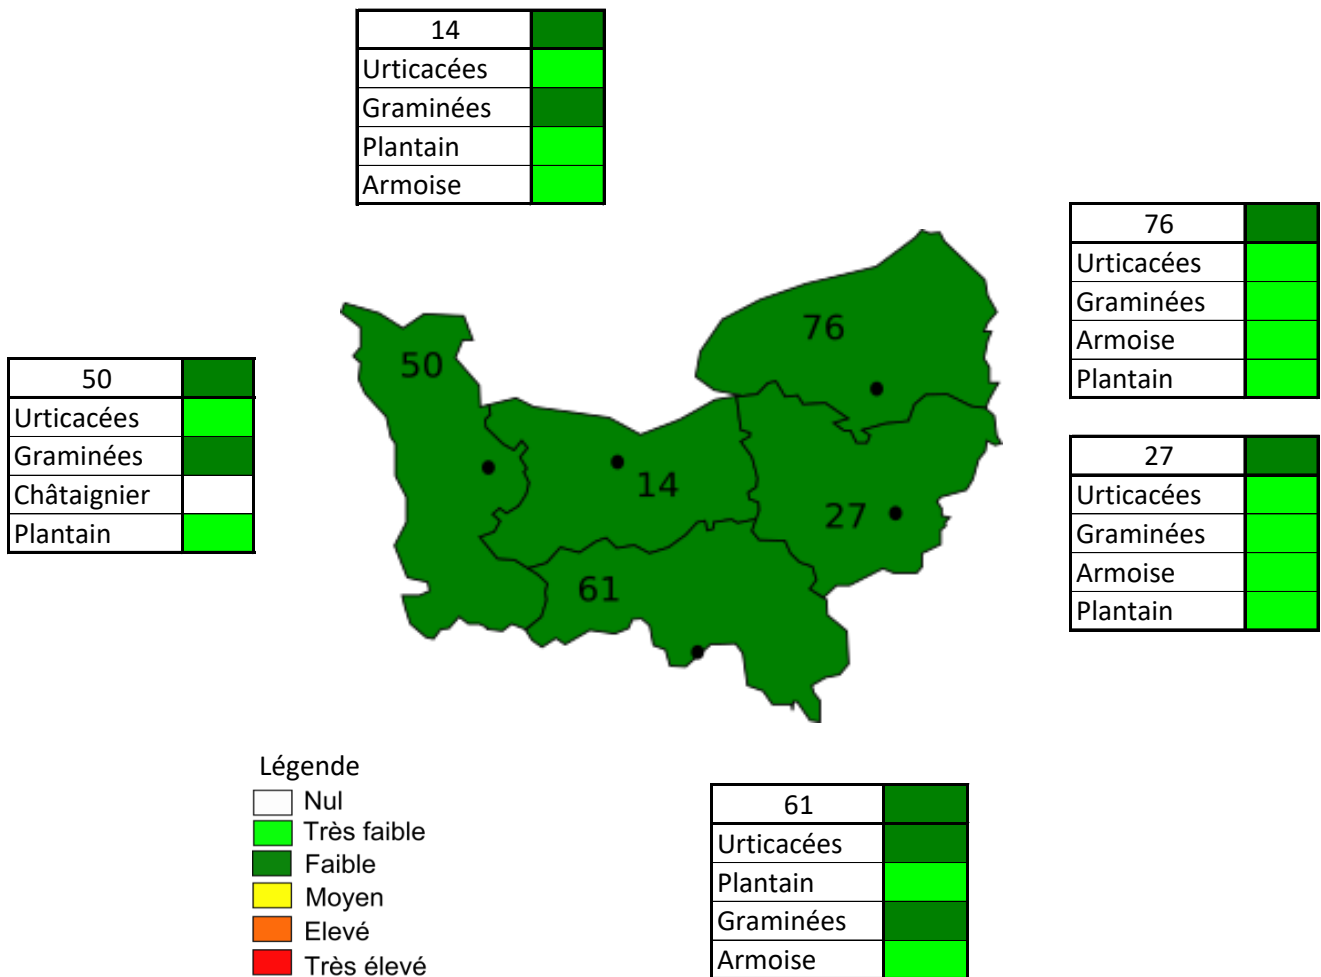 14
Urticacées
Graminées
Plantain
Armoise
76
Urticacées
Graminées
Armoise
Plantain
50
Urticacées
Graminées
Châtaignier
Plantain
27
Urticacées
Graminées
Armoise
Plantain
76
50
14
27
61
Légende
Nul
Très faible
Faible
Moyen
Elevé
Très élevé
61
Urticacées
Plantain
Graminées
Armoise